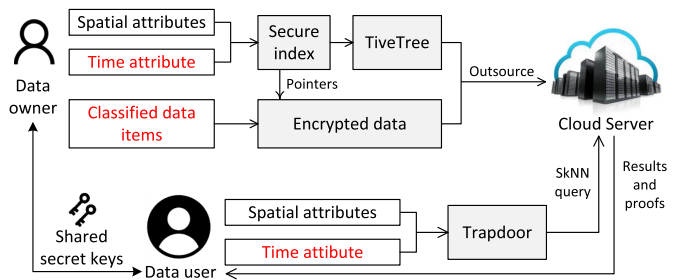 Spatial attributes
Time attribute
Secure
index
TiveTree
Data
owner
Pointers
Outsource
Classified data
items
Encrypted data
Cloud Server
SkNN
query
Results
and
proofs
Shared
secret keys
Data user
Spatial attributes
Time attibute
Trapdoor